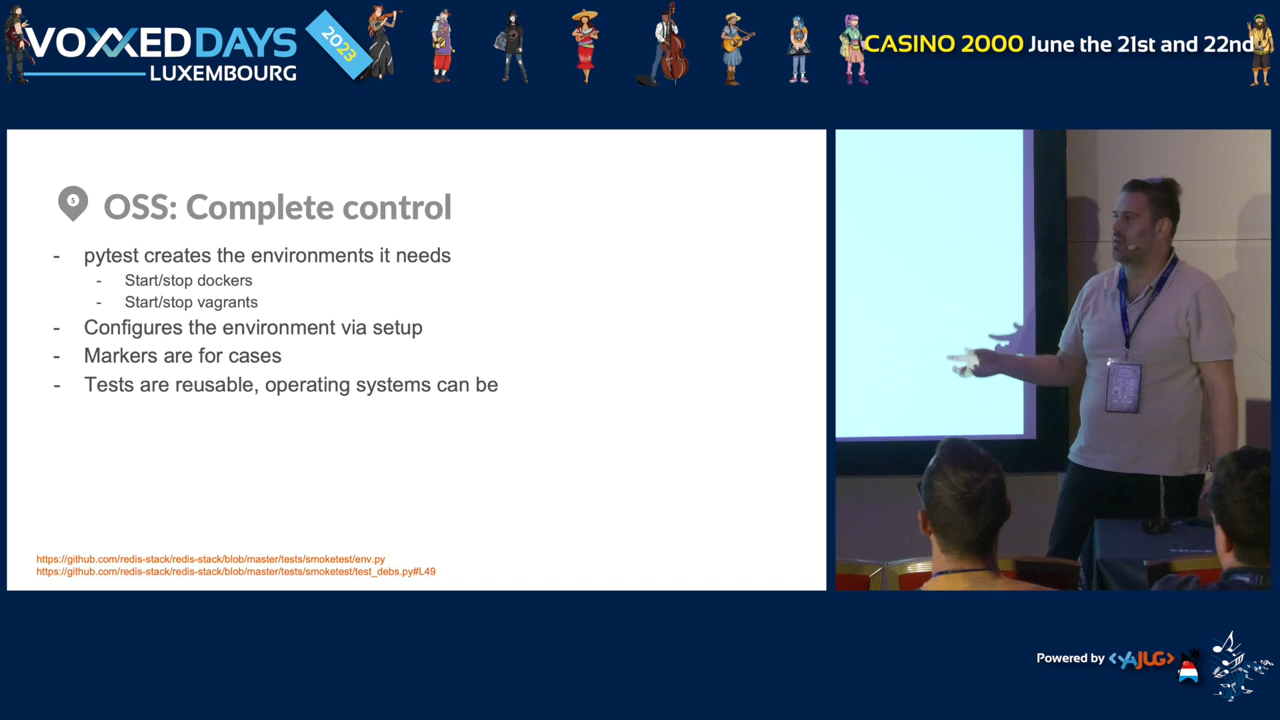 VOXXED DAYS
LUXEMBOURG
2023
CASINO 2000 June the 21st and 22nd
5
OSS: Complete control
- pytest creates the environments it needs
- Start/stop dockers
- Start/stop vagrants
- Configures the environment via setup
- Markers are for cases
- Tests are reusable, operating systems can be
https://github.com/redis-stack/redis-stack/blob/master/tests/smoketest/env.py
https://github.com/redis-stack/redis-stack/blob/master/tests/smoketest/test_debs.py#L49
Powered by <YAJUG>